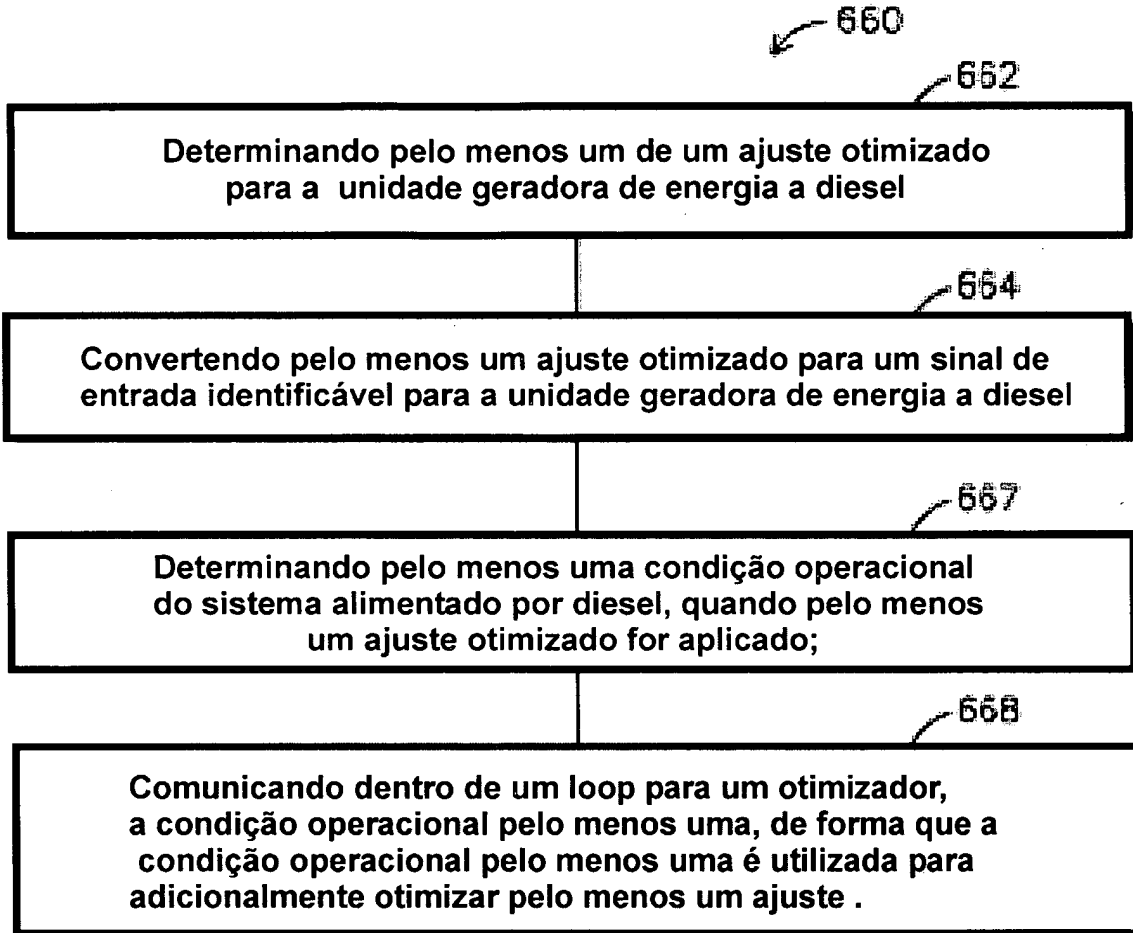 660
662
Determinando pelo menos um de um ajuste otimizado
para a unidade geradora de energia a diesel
664
Convertendo pelo menos um ajuste otimizado para um sinal de
entrada identificável para a unidade geradora de energia a diesel
667
Determinando pelo menos uma condição operacional
do sistema alimentado por diesel, quando pelo menos
um ajuste otimizado for aplicado;
668
Comunicando dentro de um loop para um otimizador,
a condição operacional pelo menos uma, de forma que a
condição operacional pelo menos uma é utilizada para
adicionalmente otimizar pelo menos um ajuste .